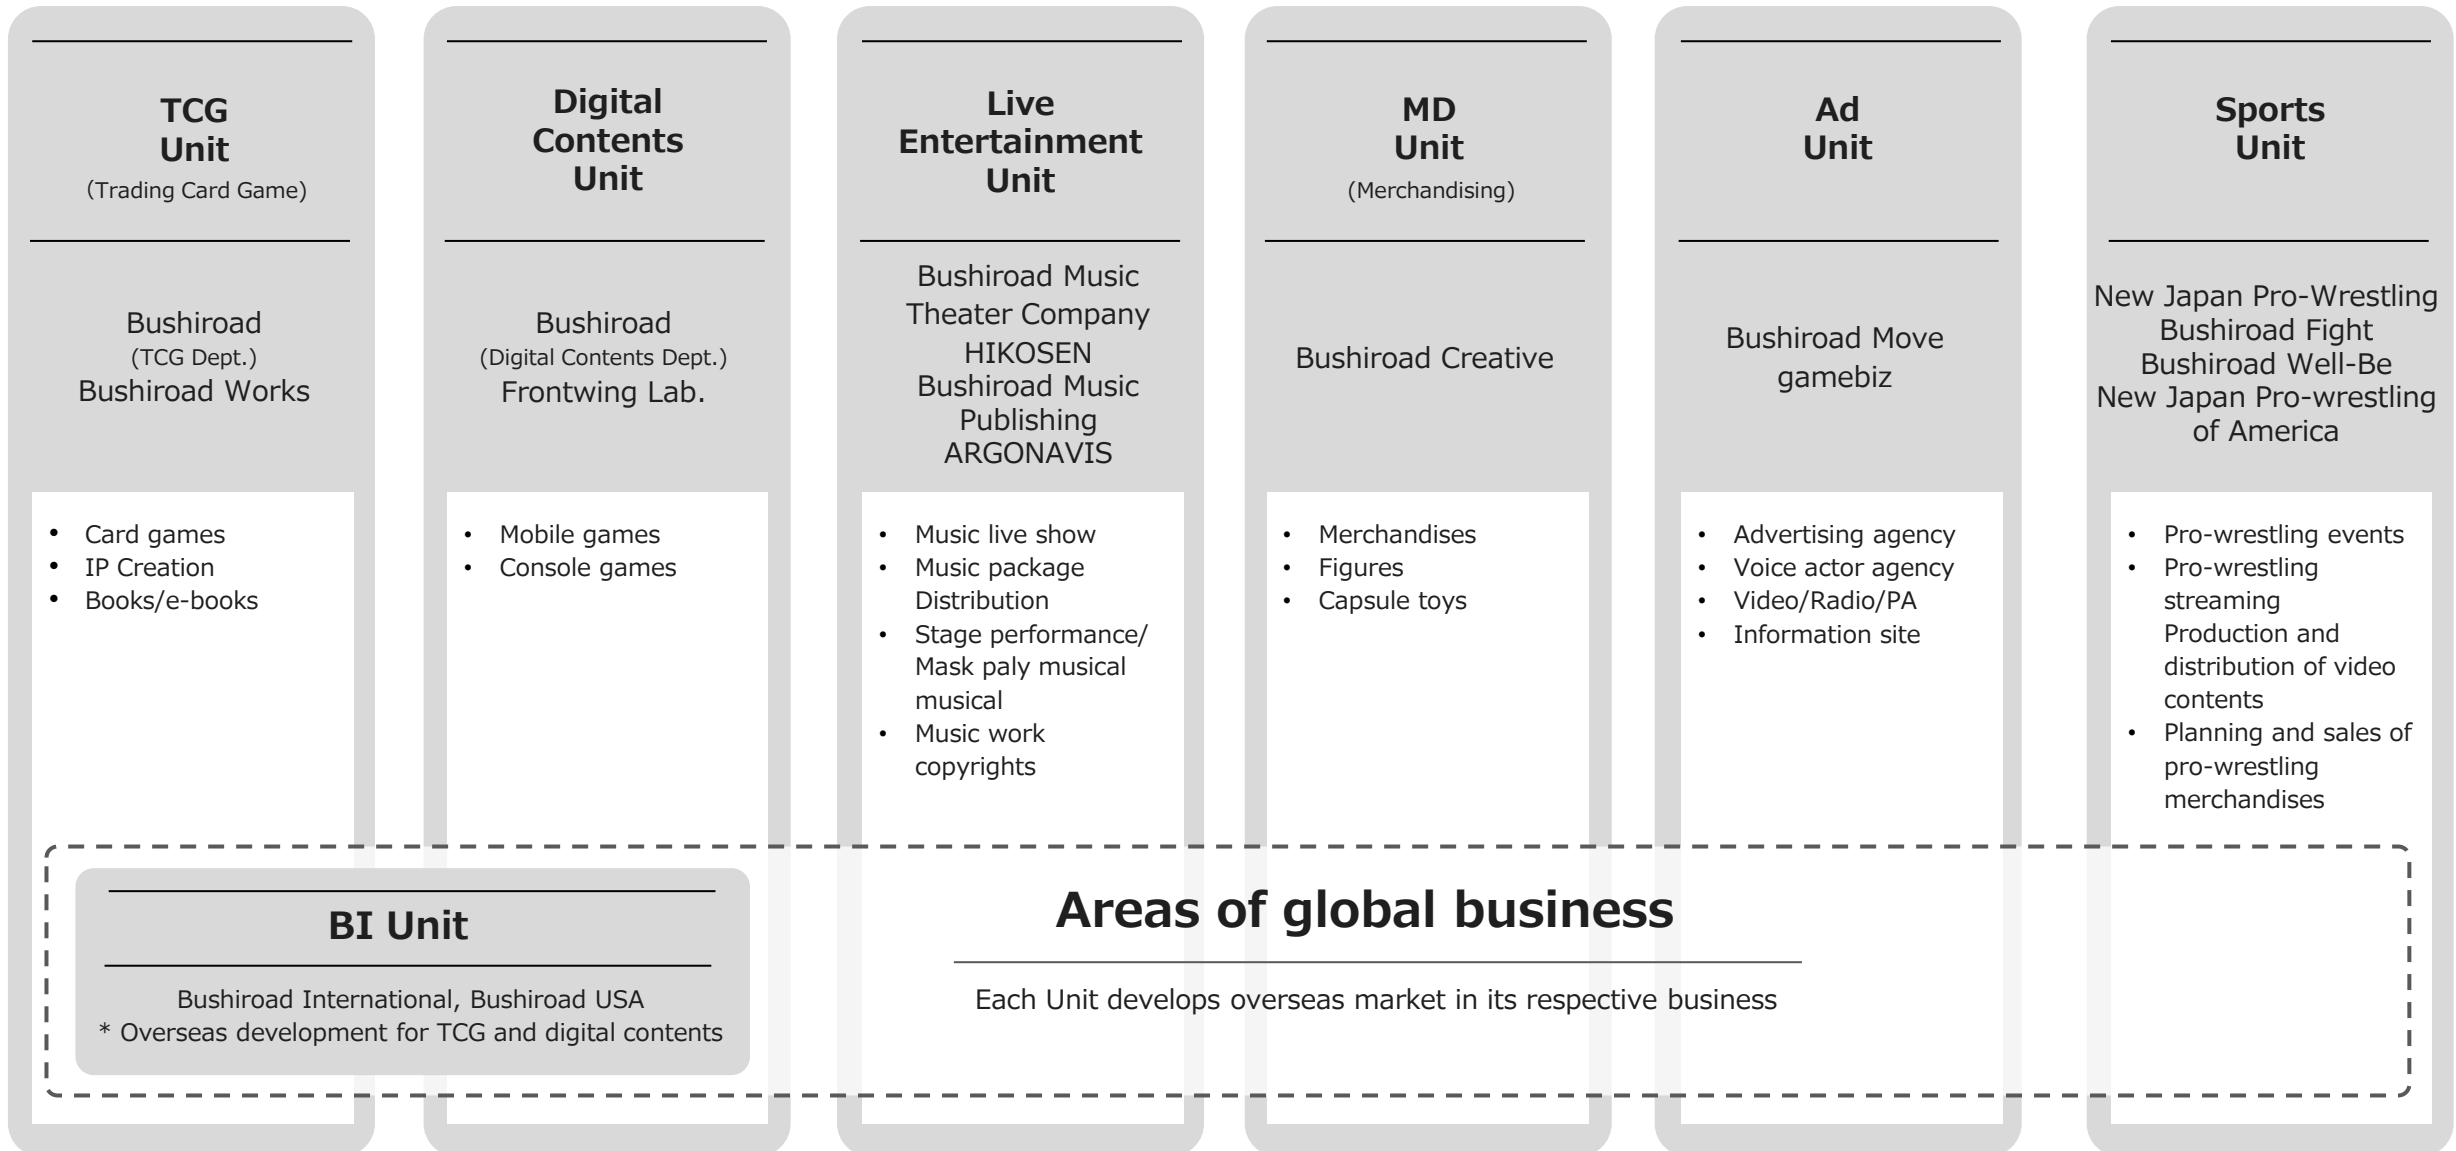 TCG
Unit
(Trading Card Game)
Bushiroad
(TCG Dept.)
Bushiroad Works
• Card games
• IP Creation
• Books/e-books
Digital
Contents
Unit
Bushiroad
(Digital Contents Dept.)
Frontwing Lab.
• Mobile games
• Console games
Live
Entertainment
Unit
Bushiroad Music
Theater Company
HIKOSEN
Bushiroad Music
Publishing
ARGONAVIS
• Music live show
• Music package
Distribution
• Stage performance/
Mask paly musical
musical
• Music work
copyrights
MD
Unit
(Merchandising)
Bushiroad Creative
• Merchandises
• Figures
• Capsule toys
Ad
Unit
Bushiroad Move
gamebiz
• Advertising agency
• Voice actor agency
• Video/Radio/PA
• Information site
Sports
Unit
New Japan Pro-Wrestling
Bushiroad Fight
Bushiroad Well-Be
New Japan Pro-wrestling
of America
• Pro-wrestling events
• Pro-wrestling
streaming
Production and
distribution of video
contents
• Planning and sales of
pro-wrestling
merchandises
BI Unit
Bushiroad International, Bushiroad USA
* Overseas development for TCG and digital contents
Areas of global business
Each Unit develops overseas market in its respective business